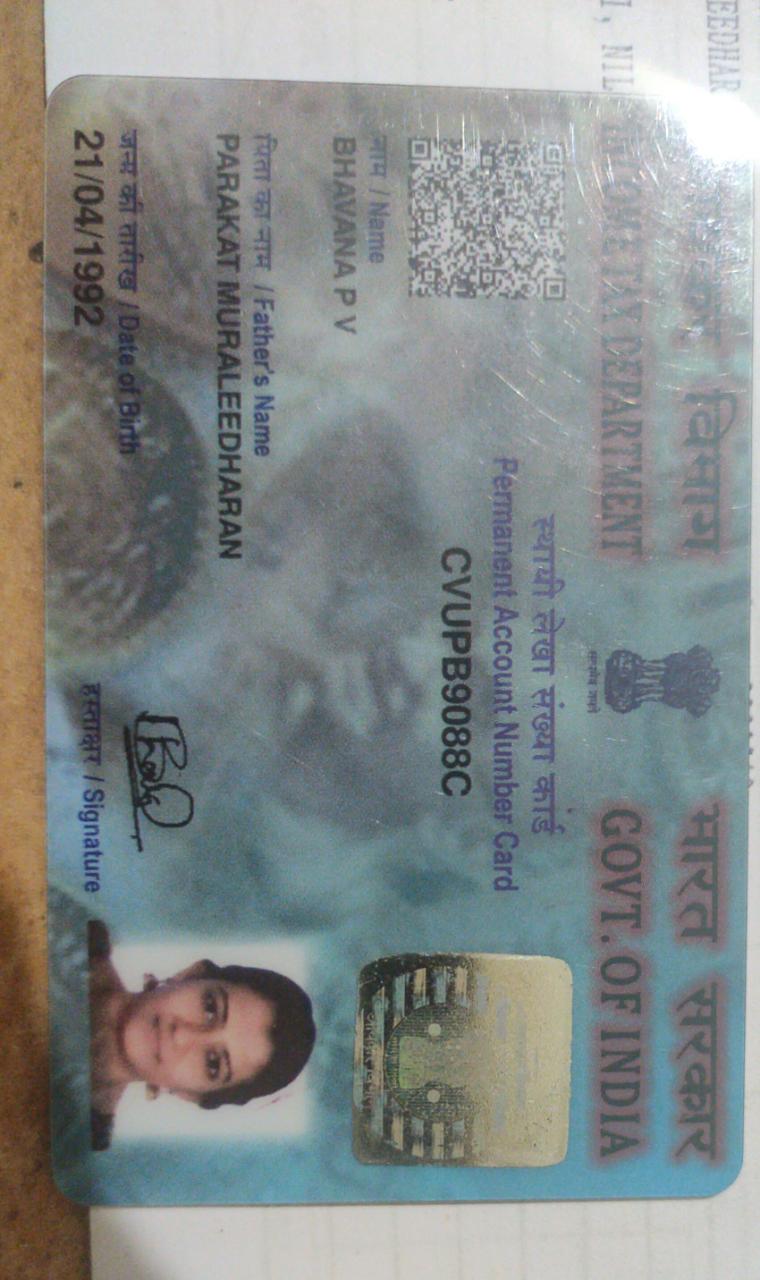 आयकर विभाग
INCOME TAX DEPARTMENT
भारत सरकार
GOVT. OF INDIA
सत्यमेव जयते
स्थायी लेखा संख्या कार्ड
Permanent Account Number Card
CVUPB9088C
नाम / Name
BHAVANA P V
पिता का नाम / Father's Name
PARAKAT MURALEEDHARAN
जन्म की तारीख / Date of Birth
21/04/1992
हस्ताक्षर / Signature
EEDHAR
I, NIL